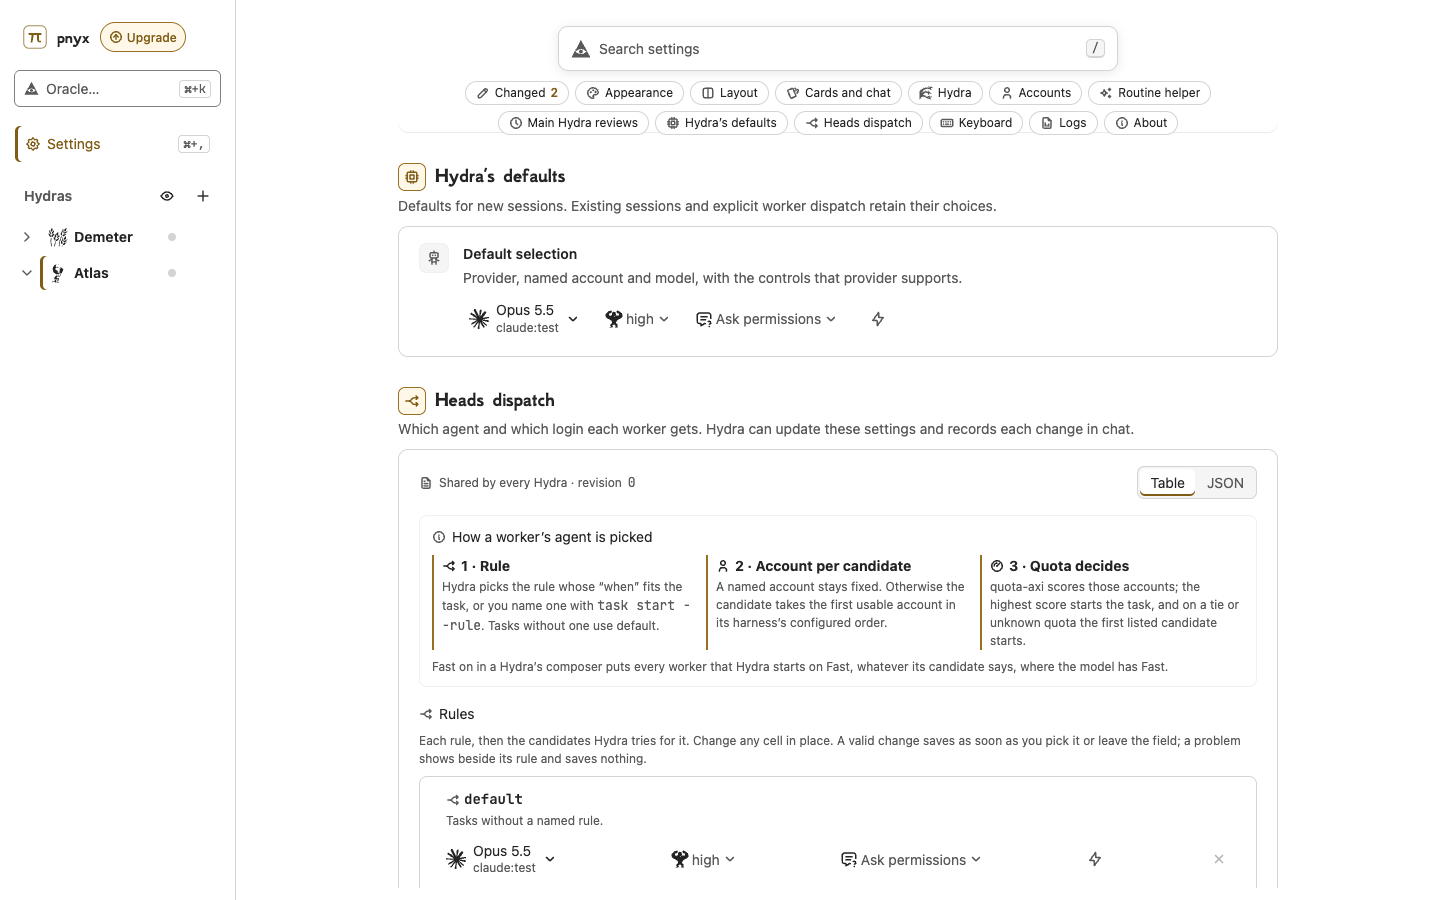 π pnyx Upgrade
Oracle... ⌘+K
Settings ⌘+,
Hydras
Demeter
Atlas
Search settings /
Changed 2 Appearance Layout Cards and chat Hydra Accounts Routine helper
Main Hydra reviews Hydra's defaults Heads dispatch Keyboard Logs About
Hydra's defaults
Defaults for new sessions. Existing sessions and explicit worker dispatch retain their choices.
Default selection
Provider, named account and model, with the controls that provider supports.
Opus 5.5
claude:test
high
Ask permissions
Heads dispatch
Which agent and which login each worker gets. Hydra can update these settings and records each change in chat.
Shared by every Hydra · revision 0
Table JSON
How a worker's agent is picked
1 · Rule
Hydra picks the rule whose “when” fits the
task, or you name one with task start -
-rule. Tasks without one use default.
2 · Account per candidate
A named account stays fixed. Otherwise the
candidate takes the first usable account in
its harness's configured order.
3 · Quota decides
quota-axi scores those accounts; the
highest score starts the task, and on a tie or
unknown quota the first listed candidate
starts.
Fast on in a Hydra's composer puts every worker that Hydra starts on Fast, whatever its candidate says, where the model has Fast.
Rules
Each rule, then the candidates Hydra tries for it. Change any cell in place. A valid change saves as soon as you pick it or leave the field; a problem
shows beside its rule and saves nothing.
default
Tasks without a named rule.
Opus 5.5
claude:test
high
Ask permissions